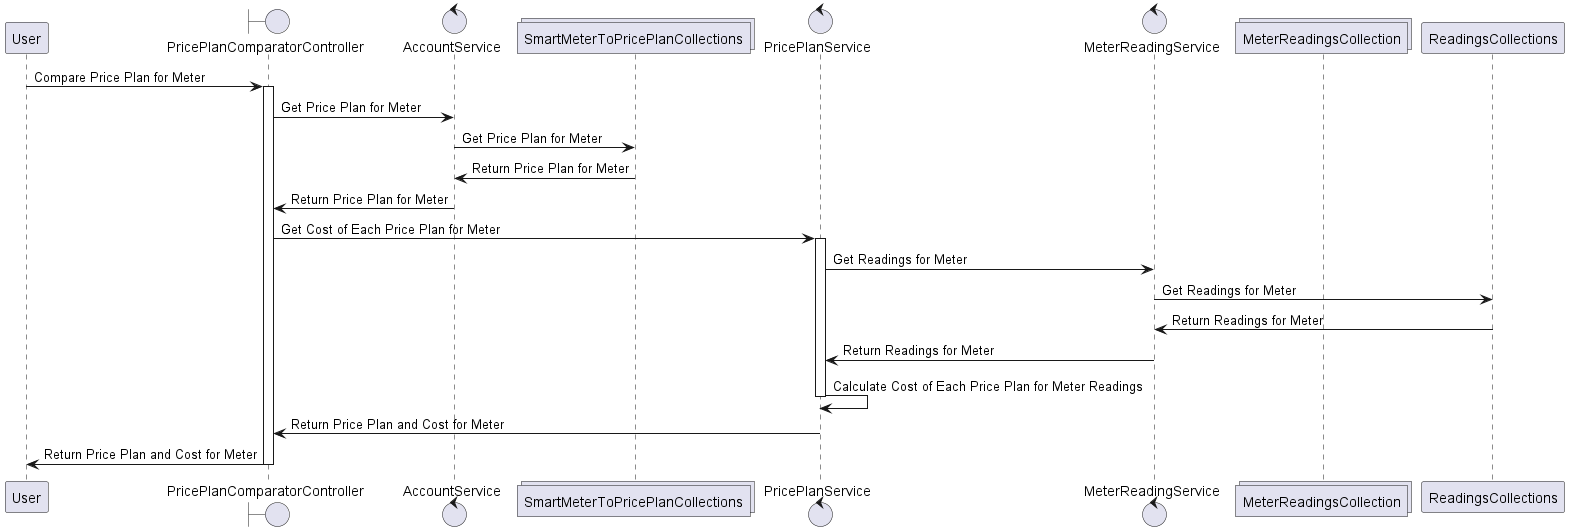 User
PricePlanComparatorController
AccountService
SmartMeterToPricePlanCollections
PricePlanService
MeterReadingService
MeterReadingsCollection
ReadingsCollections
Compare Price Plan for Meter
Get Price Plan for Meter
Get Price Plan for Meter
Return Price Plan for Meter
Return Price Plan for Meter
Get Cost of Each Price Plan for Meter
Get Readings for Meter
Get Readings for Meter
Return Readings for Meter
Return Readings for Meter
Calculate Cost of Each Price Plan for Meter Readings
Return Price Plan and Cost for Meter
Return Price Plan and Cost for Meter
User
PricePlanComparatorController
AccountService
SmartMeterToPricePlanCollections
PricePlanService
MeterReadingService
MeterReadingsCollection
ReadingsCollections